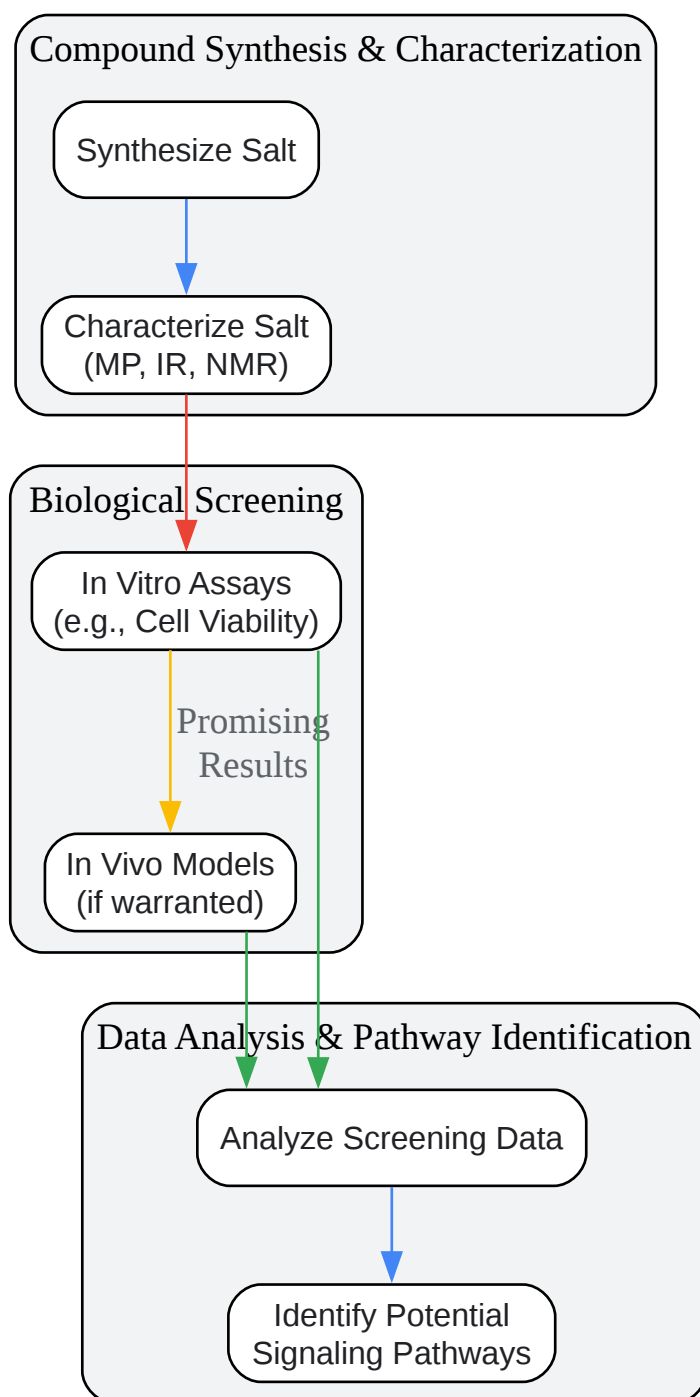 Compound Synthesis & Characterization
Synthesize Salt
Characterize Salt
(MP, IR, NMR)
Biological Screening
In Vitro Assays
(e.g., Cell Viability)
Promising
Results
In Vivo Models
(if warranted)
Data Analysis & Pathway Identification
Analyze Screening Data
Identify Potential
Signaling Pathways